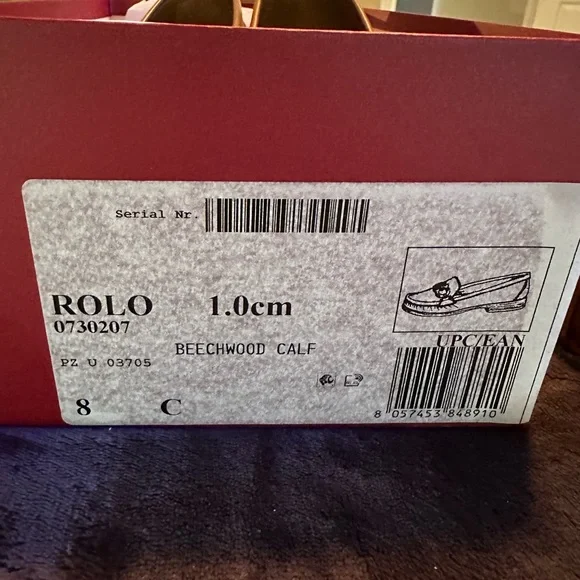 Serial Nr.
ROLO 1.0cm
0730207
UPC/EAN
BEECHWOOD CALF
PZ U 03705
8 C
8 057453 848910